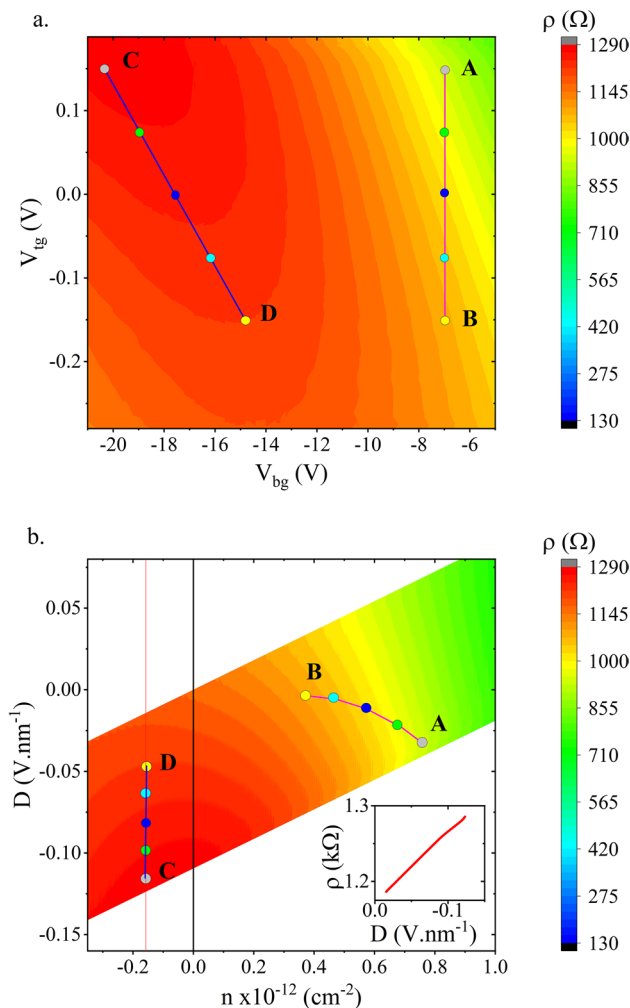 a.
ρ (Ω)
C
A
D
B
0.1
0.0
-0.1
-0.2
V_tg (V)
-20 -18 -16 -14 -12 -10 -8 -6
V_bg (V)
1290
1145
1000
855
710
565
420
275
130
b.
ρ (Ω)
B
A
D
C
0.05
0.00
-0.05
-0.10
-0.15
D (V.nm⁻¹)
-0.2 0.0 0.2 0.4 0.6 0.8 1.0
n x10⁻¹² (cm⁻²)
1.3
1.2
ρ (kΩ)
0.0 -0.1
D (V.nm⁻¹)
1290
1145
1000
855
710
565
420
275
130